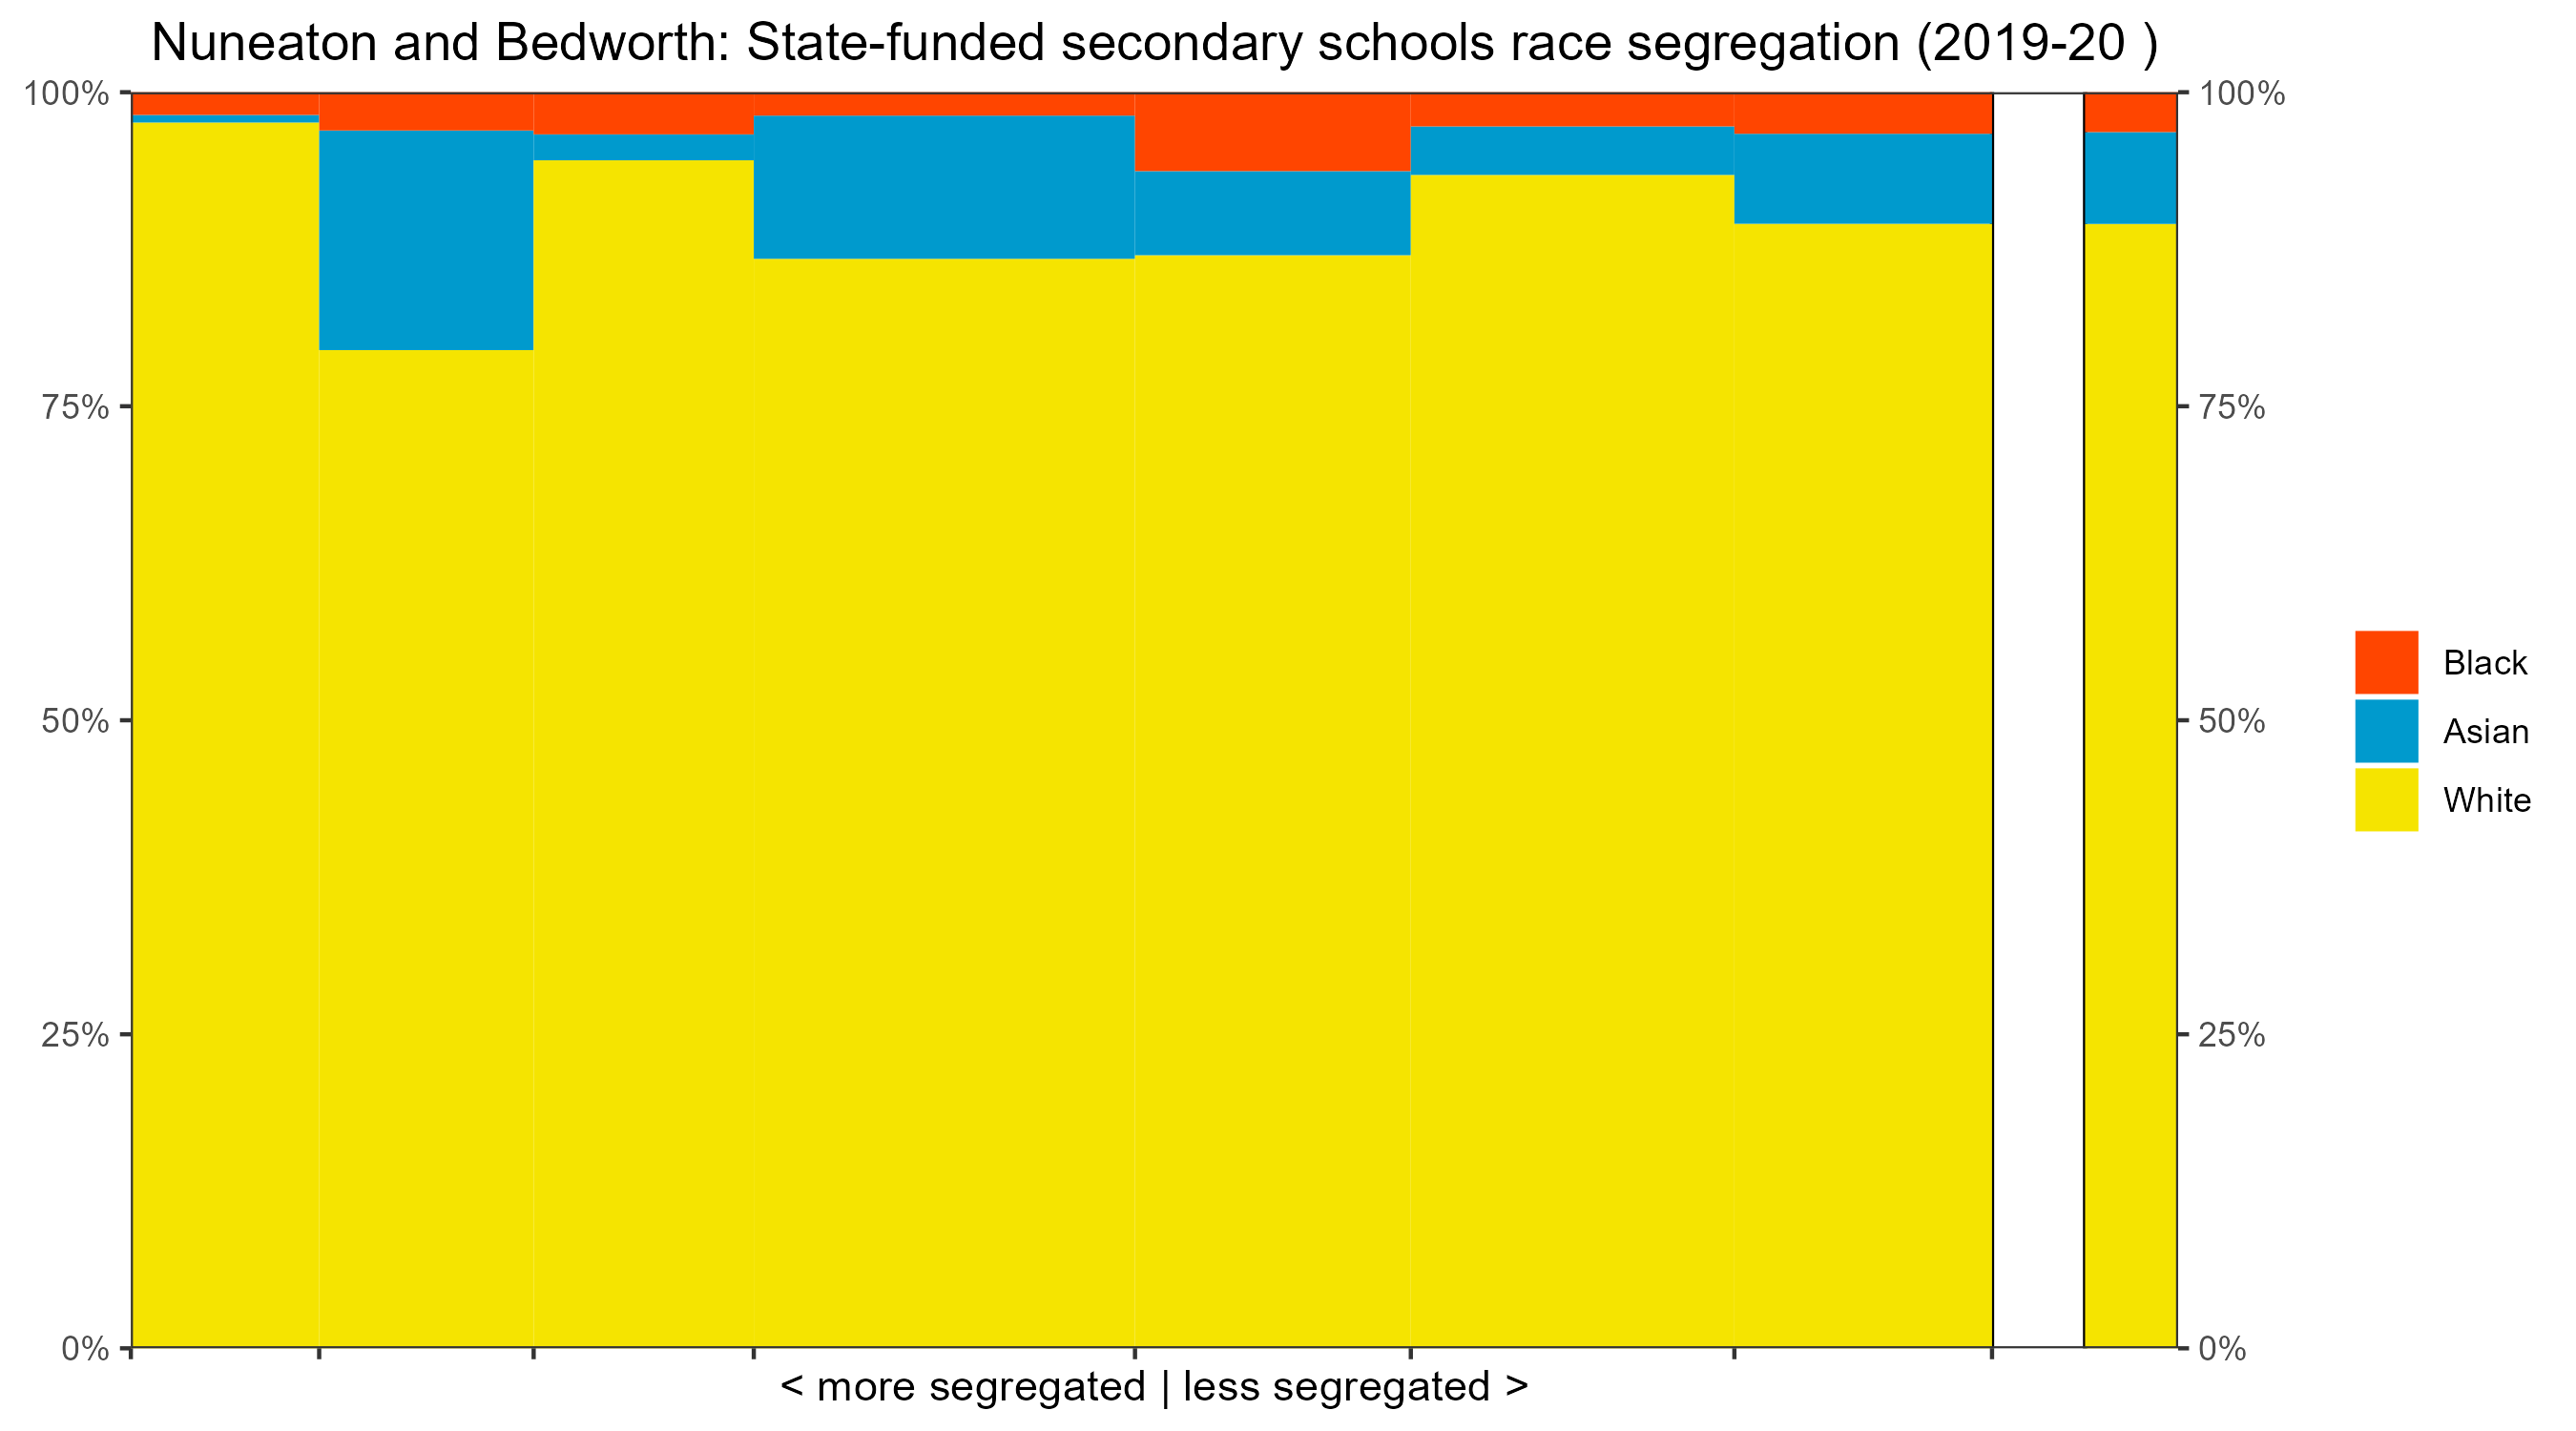 Nuneaton and Bedworth: State-funded secondary schools race segregation (2019-20 )
100%
75%
50%
25%
0%
100%
75%
50%
25%
0%
Black
Asian
White
< more segregated | less segregated >